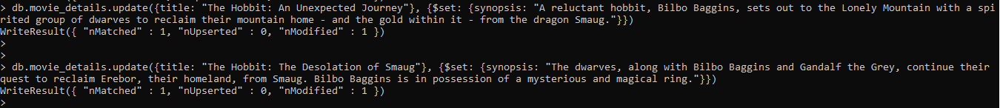 > db.movie_details.update({title: "The Hobbit: An Unexpected Journey"}, {$set: {synopsis: "A reluctant hobbit, Bilbo Baggins, sets out to the Lonely Mountain with a spi
rited group of dwarves to reclaim their mountain home - and the gold within it - from the dragon Smaug."}})
WriteResult({ "nMatched" : 1, "nUpserted" : 0, "nModified" : 1 })
>
>
> db.movie_details.update({title: "The Hobbit: The Desolation of Smaug"}, {$set: {synopsis: "The dwarves, along with Bilbo Baggins and Gandalf the Grey, continue their
quest to reclaim Erebor, their homeland, from Smaug. Bilbo Baggins is in possession of a mysterious and magical ring."}})
WriteResult({ "nMatched" : 1, "nUpserted" : 0, "nModified" : 1 })
>